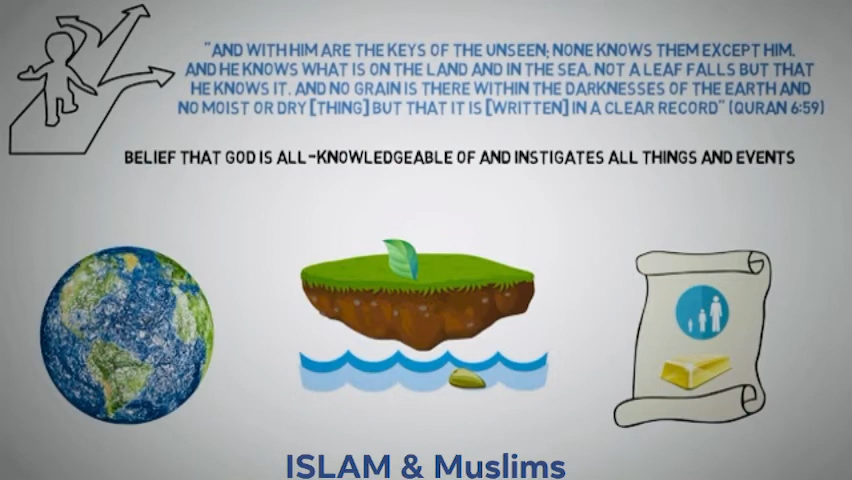 "AND WITH HIM ARE THE KEYS OF THE UNSEEN; NONE KNOWS THEM EXCEPT HIM.
AND HE KNOWS WHAT IS ON THE LAND AND IN THE SEA. NOT A LEAF FALLS BUT THAT
HE KNOWS IT. AND NO GRAIN IS THERE WITHIN THE DARKNESSES OF THE EARTH AND
NO MOIST OR DRY [THING] BUT THAT IT IS [WRITTEN] IN A CLEAR RECORD" (QURAN 6:59)
BELIEF THAT GOD IS ALL-KNOWLEDGEABLE OF AND INSTIGATES ALL THINGS AND EVENTS
ISLAM & Muslims